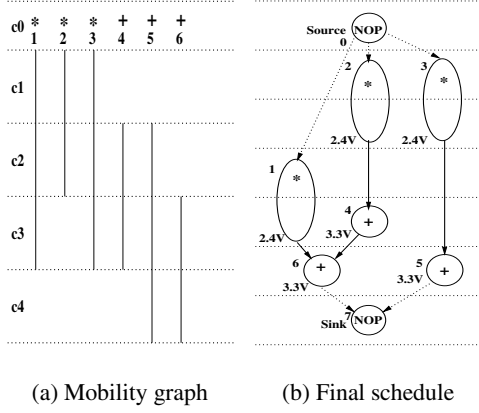 c0 * * * + + +
1 2 3 4 5 6
c1
c2
c3
c4
Source NOP
0
2
3
*
*
2.4V
2.4V
1
*
4
+
3.3V
2.4V
6
+
3.3V
5
+
3.3V
7
Sink NOP
(a) Mobility graph
(b) Final schedule